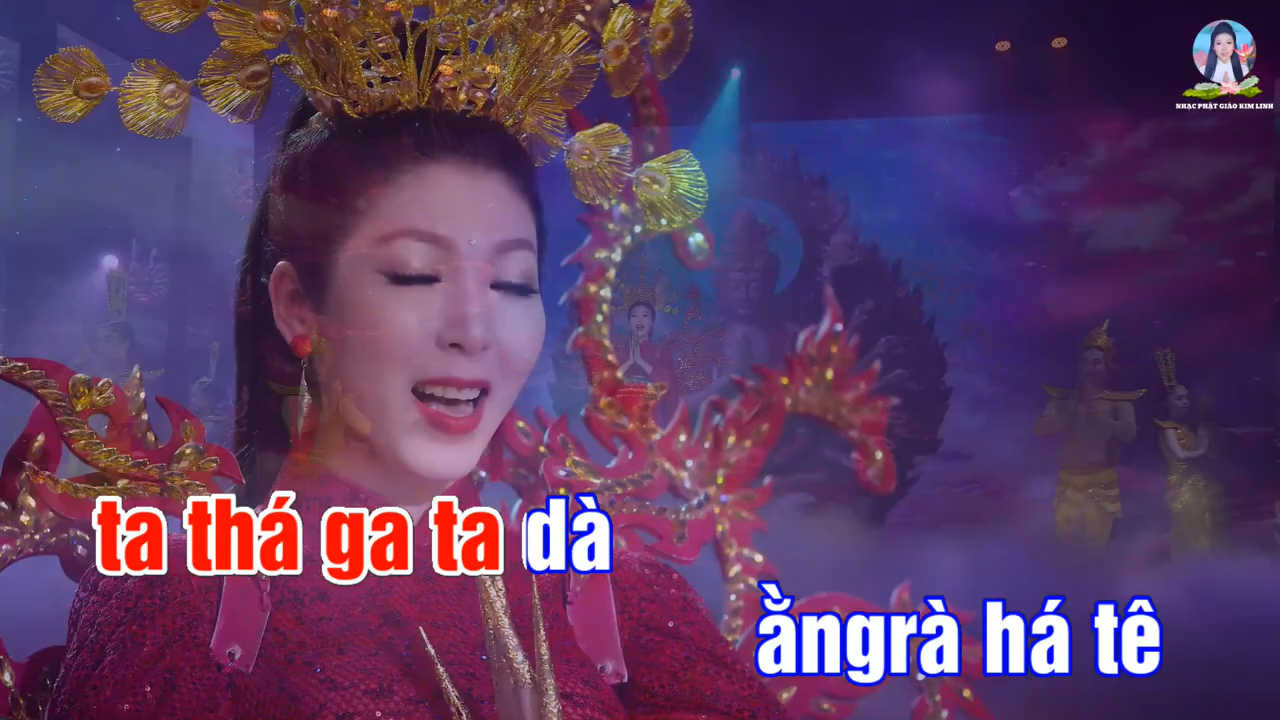 NHẠC PHẬT GIÁO KIM LINH
ta thá ga ta dà
ằngrà há tê